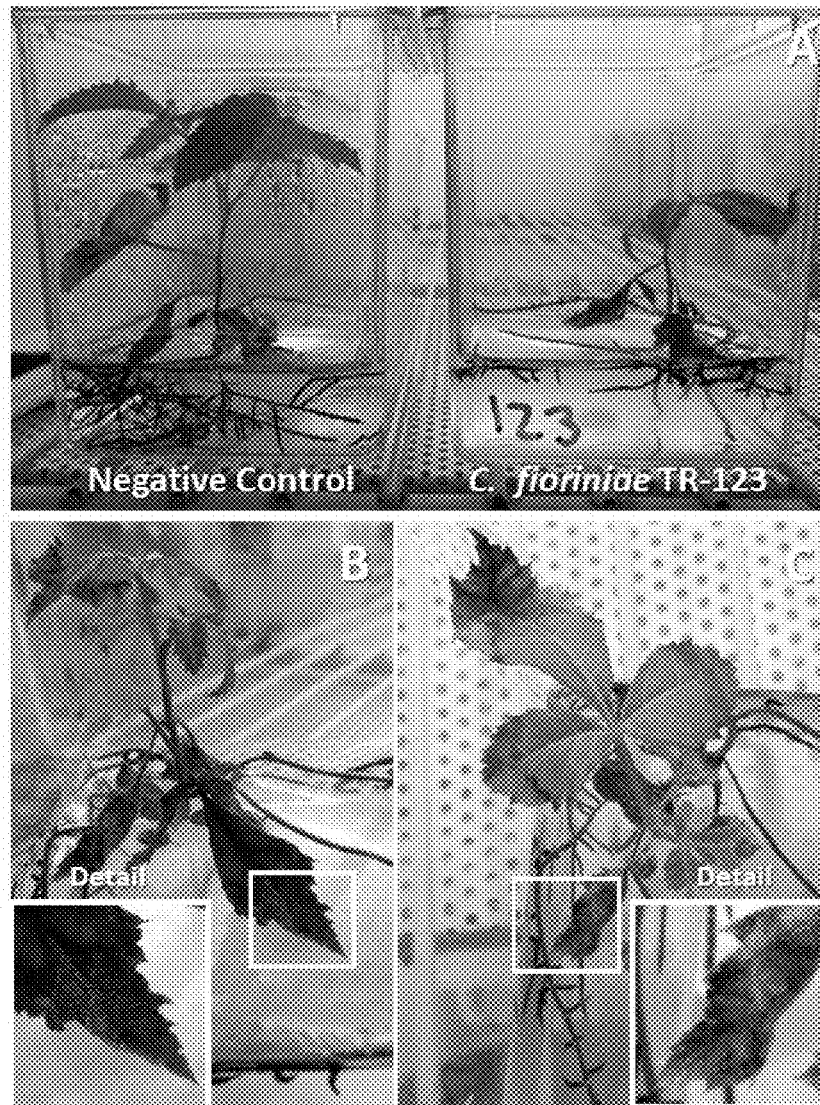 A
123
Negative Control
C. fioriniae TR-123
B
C
Detail
Detail